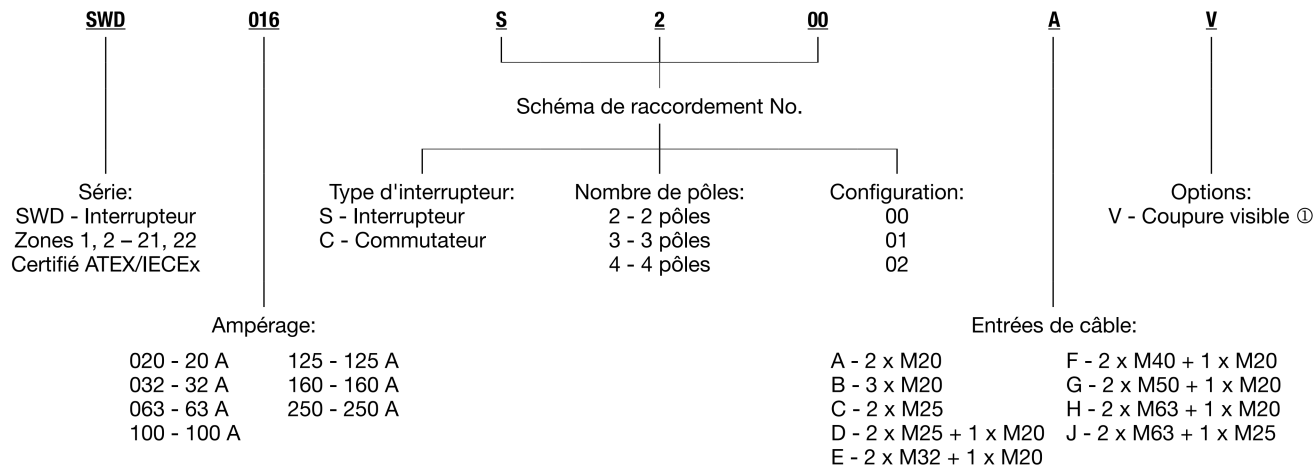 SWD 016 S 2 00 A V
Schéma de raccordement No.
Série:
SWD - Interrupteur
Zones 1, 2 – 21, 22
Certifié ATEX/IECEx
Type d'interrupteur:
S - Interrupteur
C - Commutateur
Nombre de pôles:
2 - 2 pôles
3 - 3 pôles
4 - 4 pôles
Configuration:
00
01
02
Options:
V - Coupure visible ①
Ampérage:
020 - 20 A
032 - 32 A
063 - 63 A
100 - 100 A
125 - 125 A
160 - 160 A
250 - 250 A
Entrées de câble:
A - 2 x M20
B - 3 x M20
C - 2 x M25
D - 2 x M25 + 1 x M20
E - 2 x M32 + 1 x M20
F - 2 x M40 + 1 x M20
G - 2 x M50 + 1 x M20
H - 2 x M63 + 1 x M20
J - 2 x M63 + 1 x M25